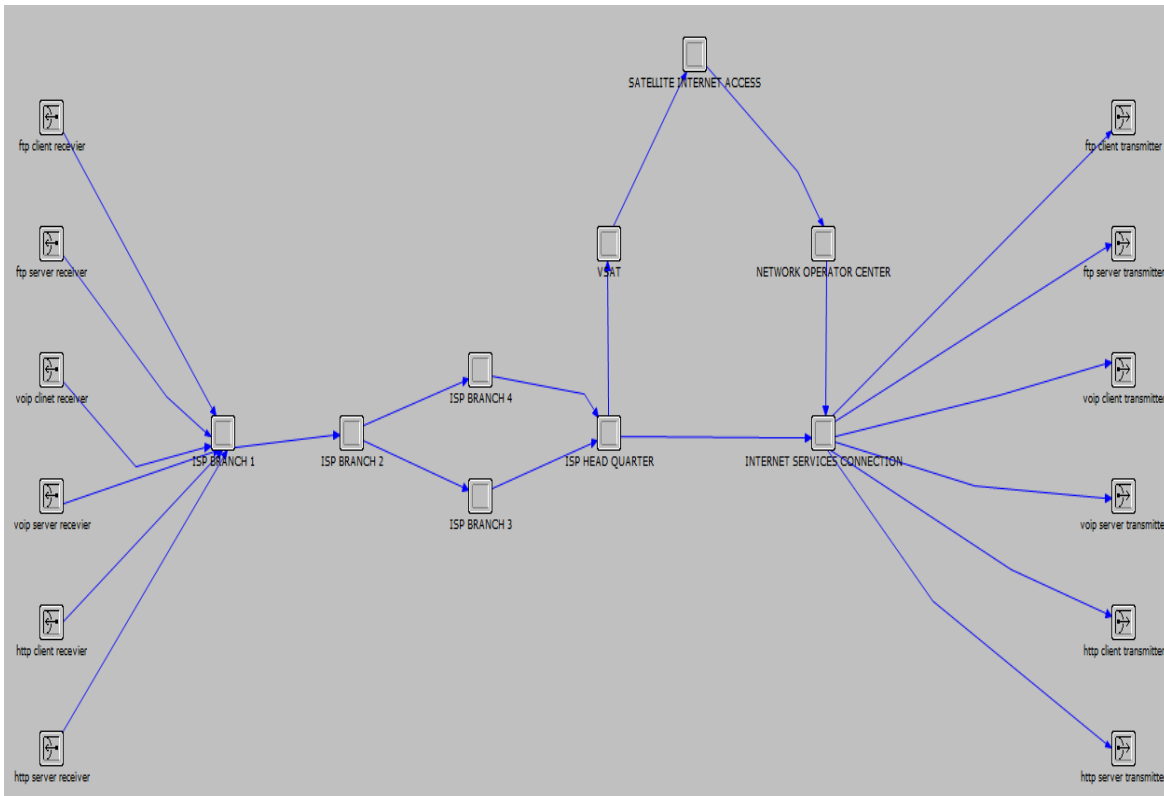 SATELLITE INTERNET ACCESS
ftp client recevier
ftp client transmitter
ftp server receiver
VSAT
NETWORK OPERATOR CENTER
ftp server transmitter
voip clinet receiver
ISP BRANCH 4
voip client transmitter
ISP BRANCH 1
ISP BRANCH 2
ISP HEAD QUARTER
INTERNET SERVICES CONNECTION
voip server recevier
ISP BRANCH 3
voip server transmitte
http client recevier
http client transmitter
http server receiver
http server transmitter